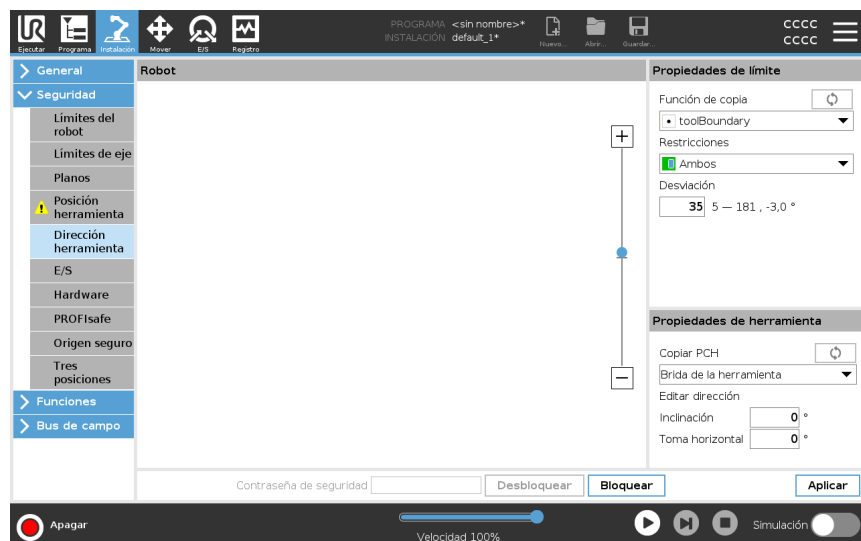 UR
PROGRAMA <sin nombre>*
INSTALACIÓN default_1*
Ejecutar Programa Instalación Mover E/S Registro
Nuevo... Abrir... Guardar...
CCCC
CCCC
General
Seguridad
Límites del robot
Límites de eje
Planos
Posición herramienta
Dirección herramienta
E/S
Hardware
PROFIsafe
Origen seguro
Tres posiciones
Funciones
Bus de campo
Robot
+
−
Propiedades de límite
Función de copia
toolBoundary
Restricciones
Ambos
Desviación
35 5 — 181 , -3,0 °
Propiedades de herramienta
Copiar PCH
Brida de la herramienta
Editar dirección
Inclinación 0 °
Toma horizontal 0 °
Contraseña de seguridad Desbloquear Bloquear Aplicar
Apagar
Velocidad 100%
Simulación